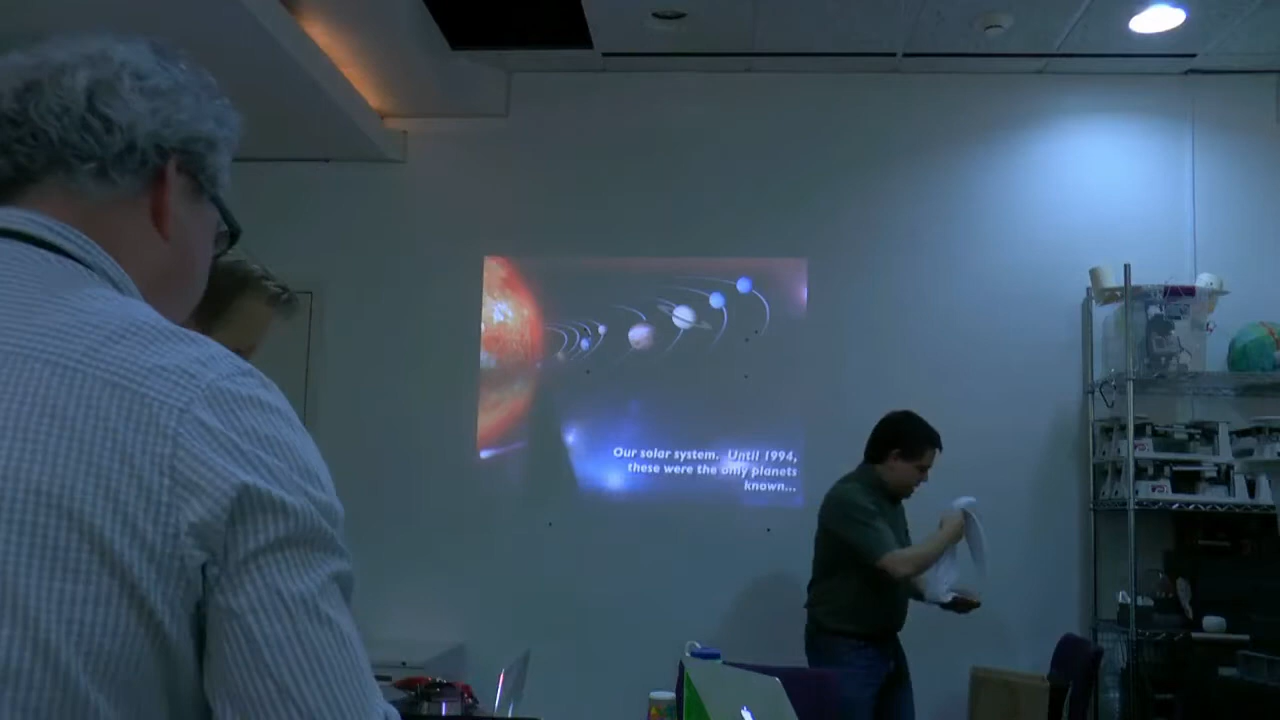 Our solar system. Until 1994,
these were the only planets
known...